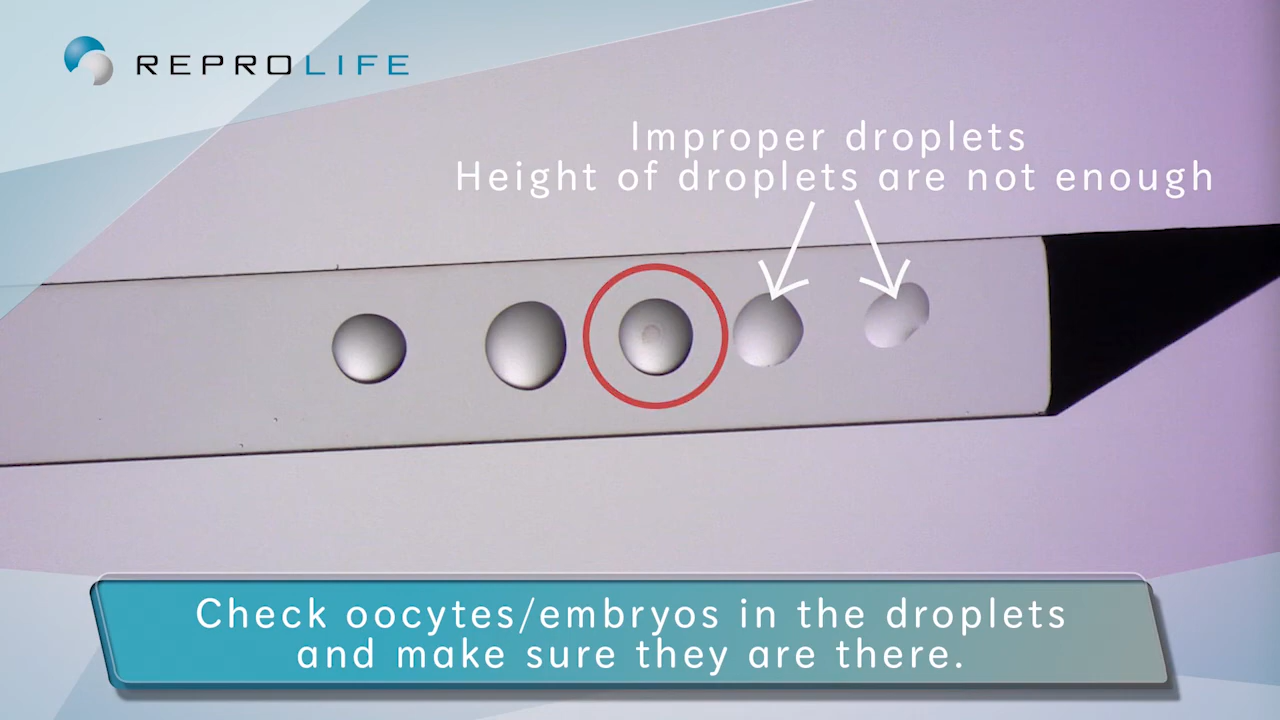 REPROLIFE
Improper droplets
Height of droplets are not enough
Check oocytes/embryos in the droplets
and make sure they are there.